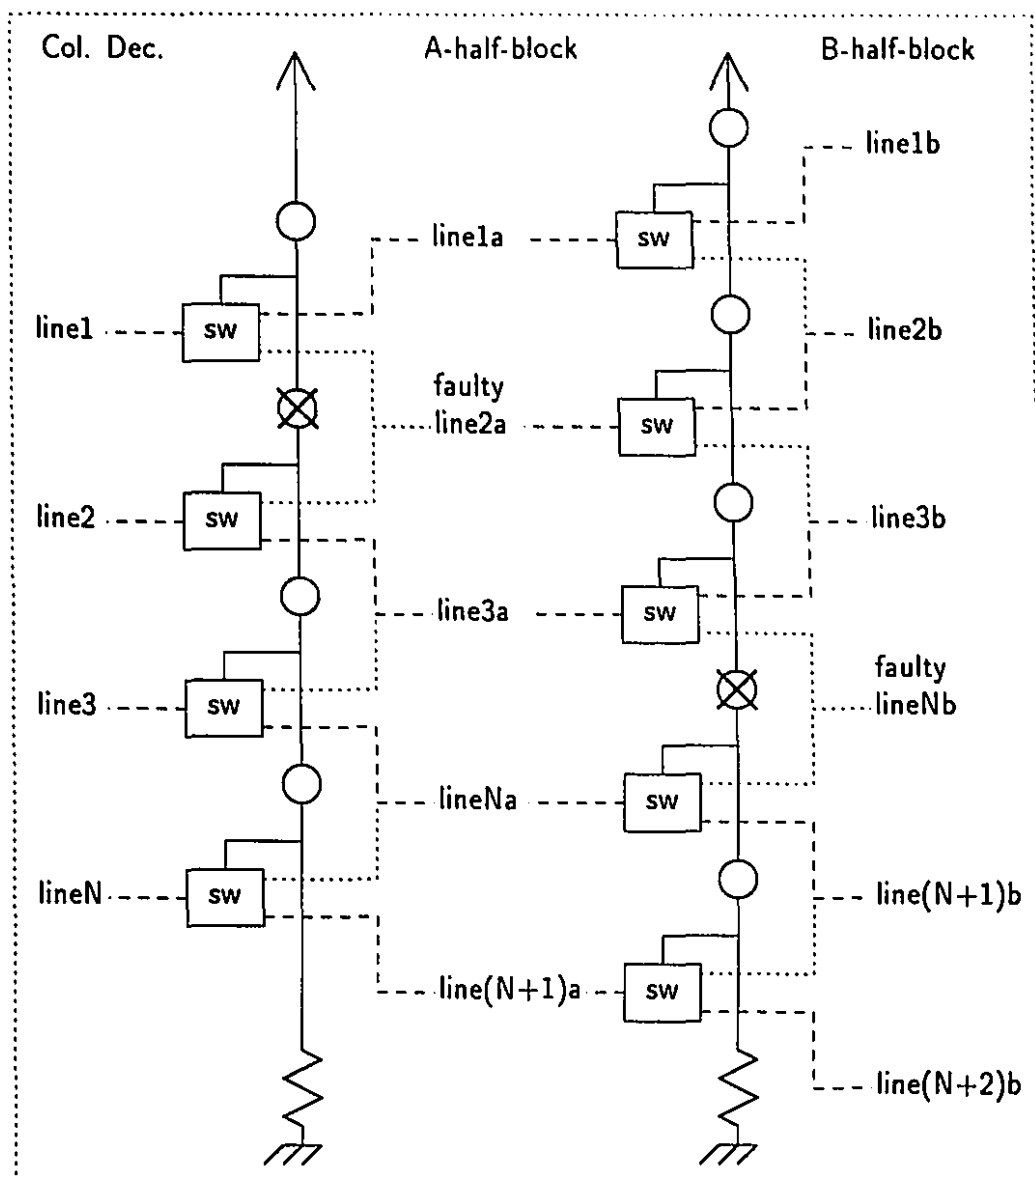 Col. Dec. A-half-block B-half-block
line1b
line1a sw
line1 sw
line2b
faulty
line2a sw
line2 sw
line3b
line3a sw
line3 sw
faulty
lineNb
lineNa sw
lineN sw
line(N+1)b
line(N+1)a sw
line(N+2)b